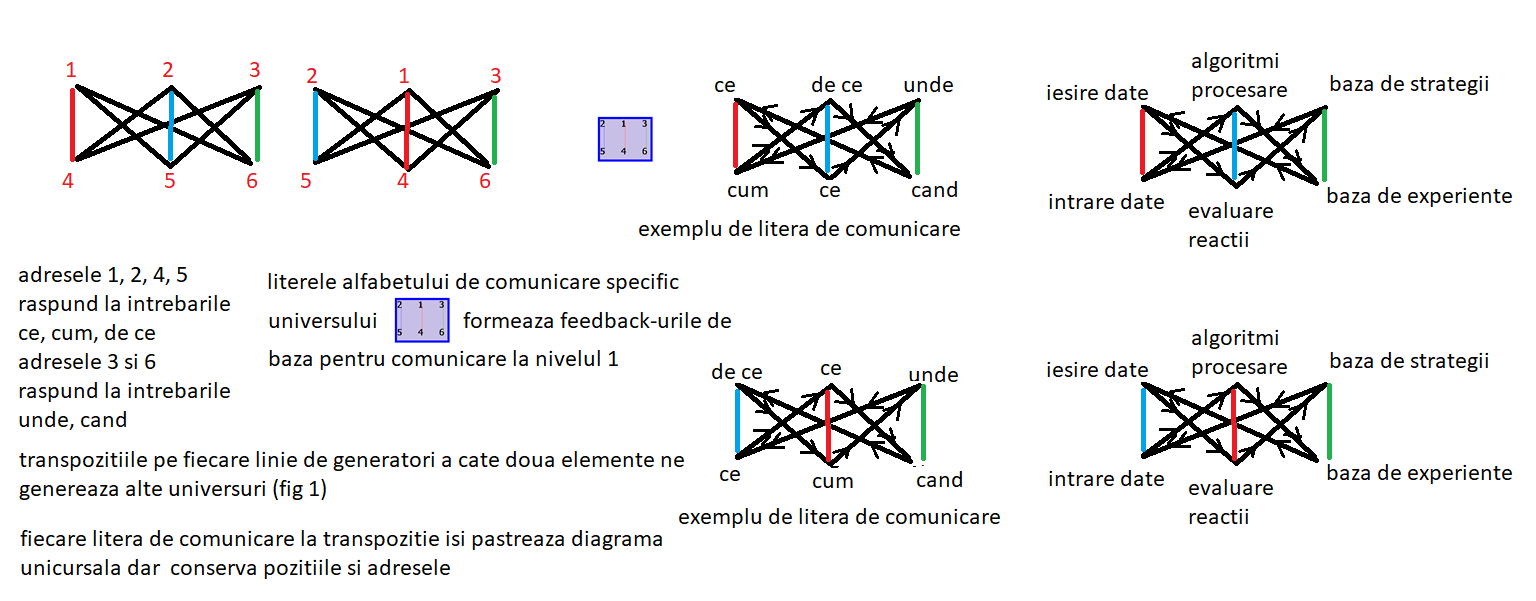 1 2 3
4 5 6
2 1 3
5 4 6
2 1 3
5 4 6
ce de ce unde
cum ce cand
exemplu de litera de comunicare
iesire date
algoritmi
procesare
baza de strategii
intrare date
evaluare
reactii
baza de experiente
adresele 1, 2, 4, 5
raspund la intrebarile
ce, cum, de ce
adresele 3 si 6
raspund la intrebarile
unde, cand
literele alfabetului de comunicare specific
universului
2 1 3
5 4 6
formeaza feedback-urile de
baza pentru comunicare la nivelul 1
de ce ce unde
ce cum cand
exemplu de litera de comunicare
iesire date
algoritmi
procesare
baza de strategii
intrare date
evaluare
reactii
baza de experiente
transpozitiile pe fiecare linie de generatori a cate doua elemente ne
genereaza alte universuri (fig 1)
fiecare litera de comunicare la transpozitie isi pastreaza diagrama
unicursala dar conserva pozitiile si adresele